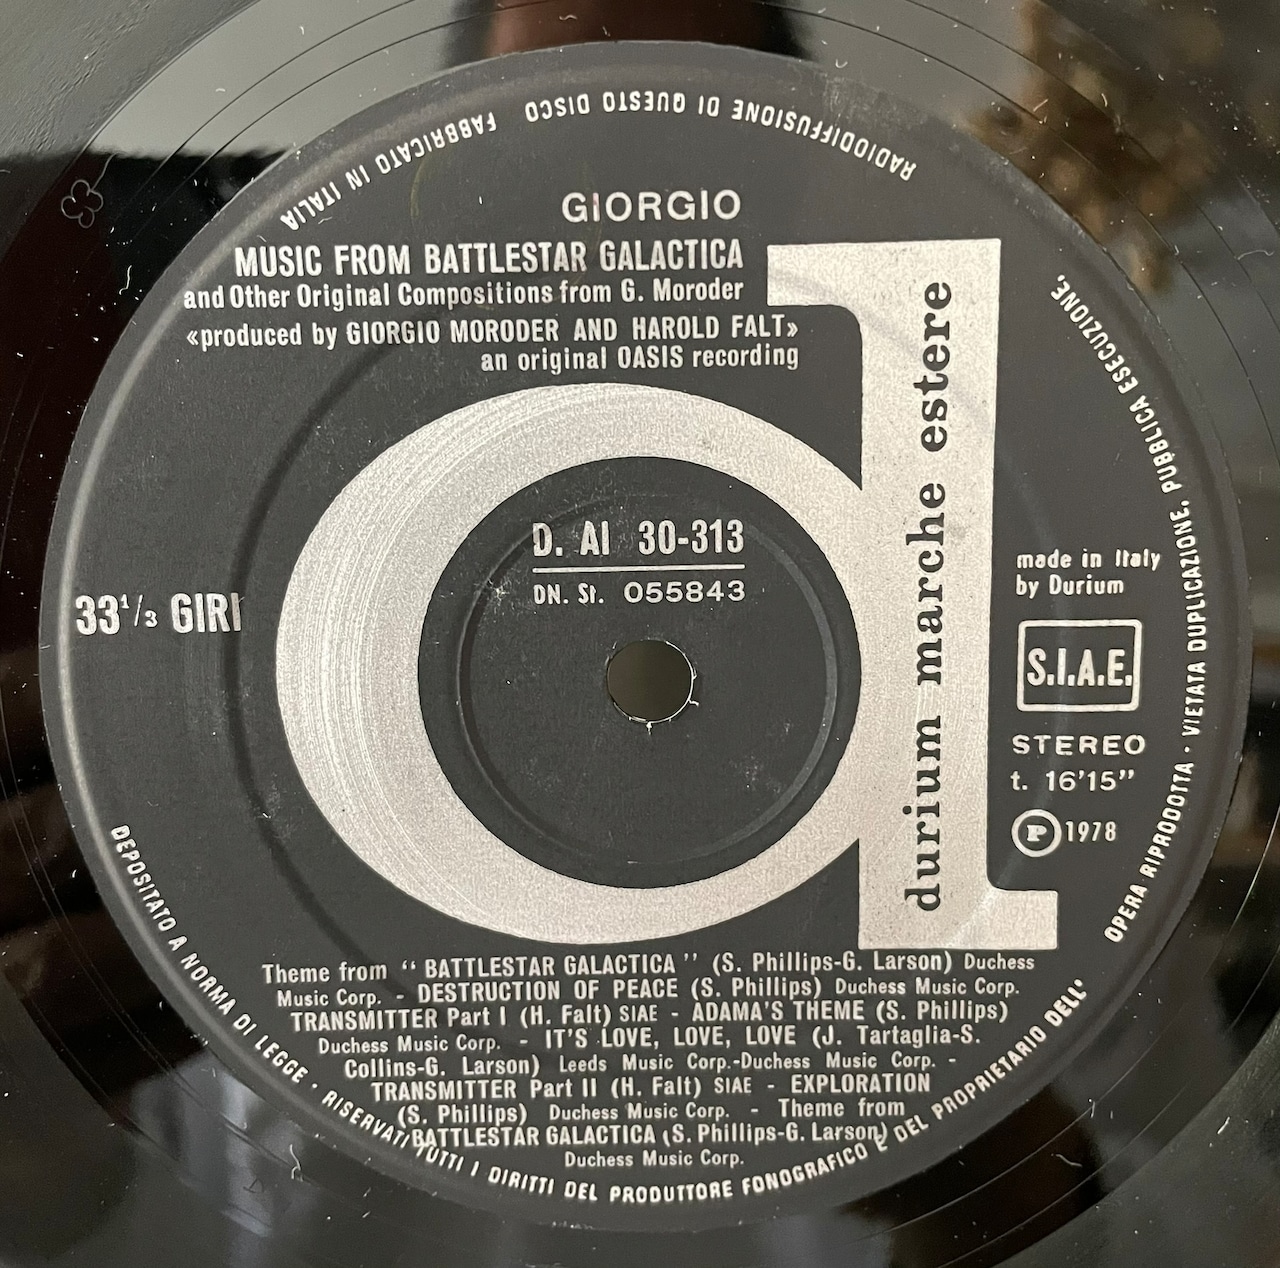 GIORGIO
MUSIC FROM BATTLESTAR GALACTICA
and Other Original Compositions from G. Moroder
«produced by GIORGIO MORODER AND HAROLD FALT»
an original OASIS recording
D. AI 30-313
DN. St. 055843
33 1/3 GIRI
d
durium marche estere
made in Italy
by Durium
S.I.A.E.
STEREO
t. 16'15”
Ⓟ 1978
Theme from “ BATTLESTAR GALACTICA ” (S. Phillips-G. Larson) Duchess
Music Corp. - DESTRUCTION OF PEACE (S. Phillips) Duchess Music Corp.
TRANSMITTER Part I (H. Falt) SIAE - ADAMA'S THEME (S. Phillips)
Duchess Music Corp. - IT'S LOVE, LOVE, LOVE (J. Tartaglia-S.
Collins-G. Larson) Leeds Music Corp.-Duchess Music Corp. -
TRANSMITTER Part II (H. Falt) SIAE - EXPLORATION
(S. Phillips) Duchess Music Corp. - Theme from
BATTLESTAR GALACTICA (S. Phillips-G. Larson)
Duchess Music Corp.
DEPOSITATO A NORMA DI LEGGE · RISERVATI TUTTI I DIRITTI DEL PRODUTTORE FONOGRAFICO E DEL PROPRIETARIO DELL'
OPERA RIPRODOTTA · VIETATA DUPLICAZIONE, PUBBLICA ESECUZIONE,
RADIODIFFUSIONE DI QUESTO DISCO FABBRICATO IN ITALIA